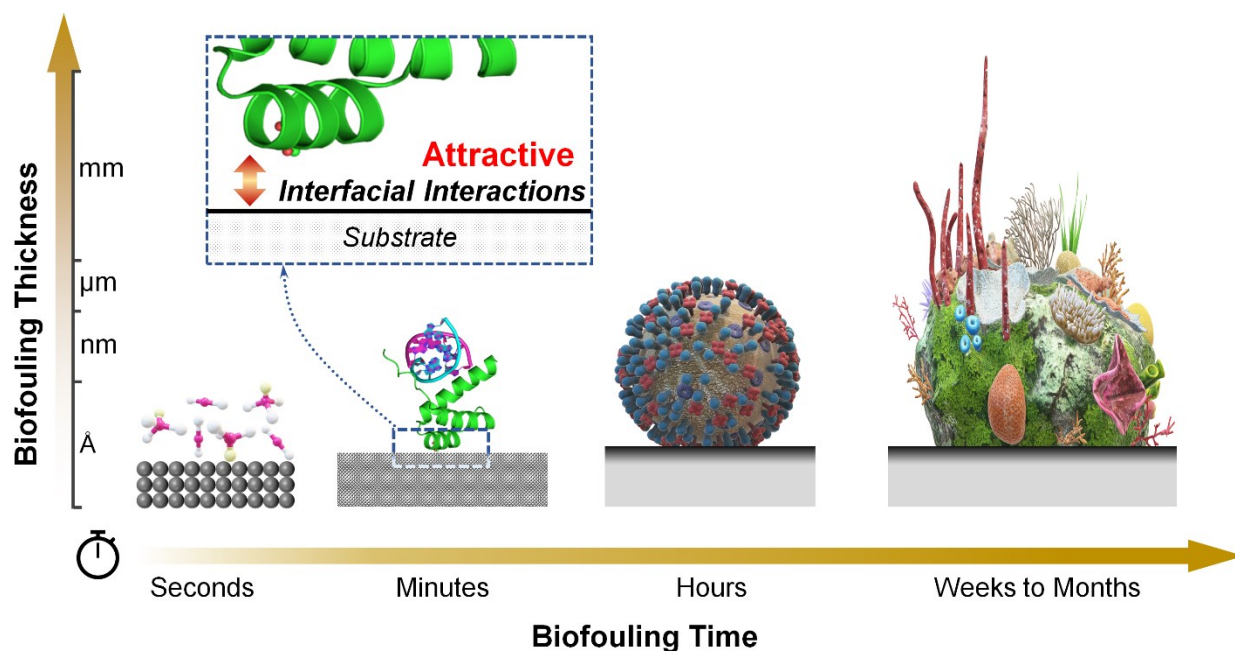 Biofouling Thickness
mm
µm
nm
Å
Attractive
Interfacial Interactions
Substrate
Seconds
Minutes
Hours
Weeks to Months
Biofouling Time